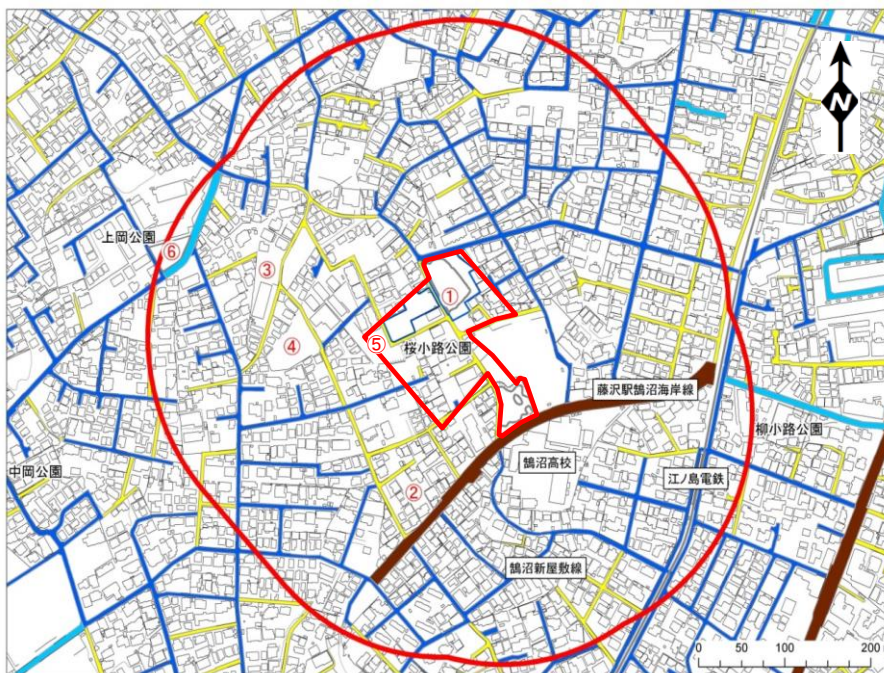 N
上岡公園
⑥
③
①
④
⑤
桜小路公園
藤沢駅鵠沼海岸線
柳小路公園
中岡公園
②
鵠沼高校
江ノ島電鉄
鵠沼新屋敷線
0 50 100 200